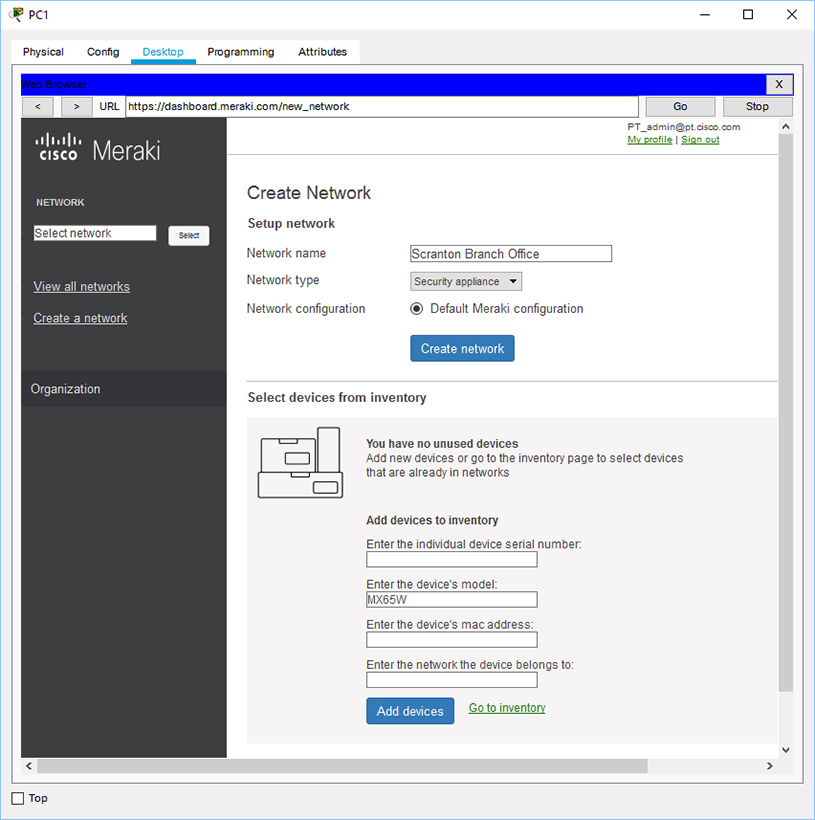 PC1
Physical Config Desktop Programming Attributes
Web Browser X
< > URL https://dashboard.meraki.com/new_network Go Stop
PT_admin@pt.cisco.com
My profile | Sign out
cisco Meraki
NETWORK
Select network Select
View all networks
Create a network
Organization
Create Network
Setup network
Network name Scranton Branch Office
Network type Security appliance
Network configuration Default Meraki configuration
Create network
Select devices from inventory
You have no unused devices
Add new devices or go to the inventory page to select devices
that are already in networks
Add devices to inventory
Enter the individual device serial number:
Enter the device's model:
MX65W
Enter the device's mac address:
Enter the network the device belongs to:
Add devices Go to inventory
Top